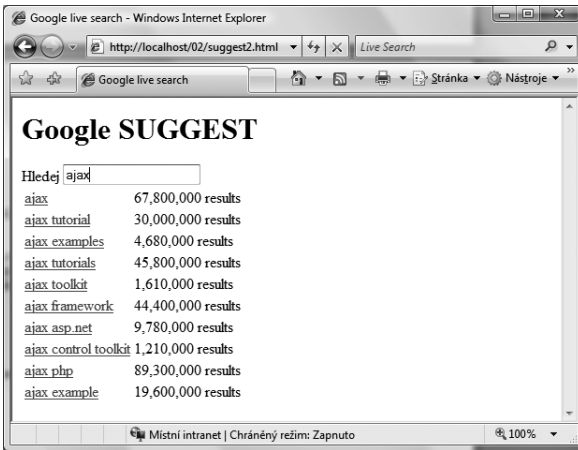 Google live search - Windows Internet Explorer
http://localhost/02/suggest2.html
Live Search
Google live search
Stránka
Nástroje
Google SUGGEST
Hledej ajax
ajax 67,800,000 results
ajax tutorial 30,000,000 results
ajax examples 4,680,000 results
ajax tutorials 45,800,000 results
ajax toolkit 1,610,000 results
ajax framework 44,400,000 results
ajax asp.net 9,780,000 results
ajax control toolkit 1,210,000 results
ajax php 89,300,000 results
ajax example 19,600,000 results
Místní intranet | Chráněný režim: Zapnuto
100%